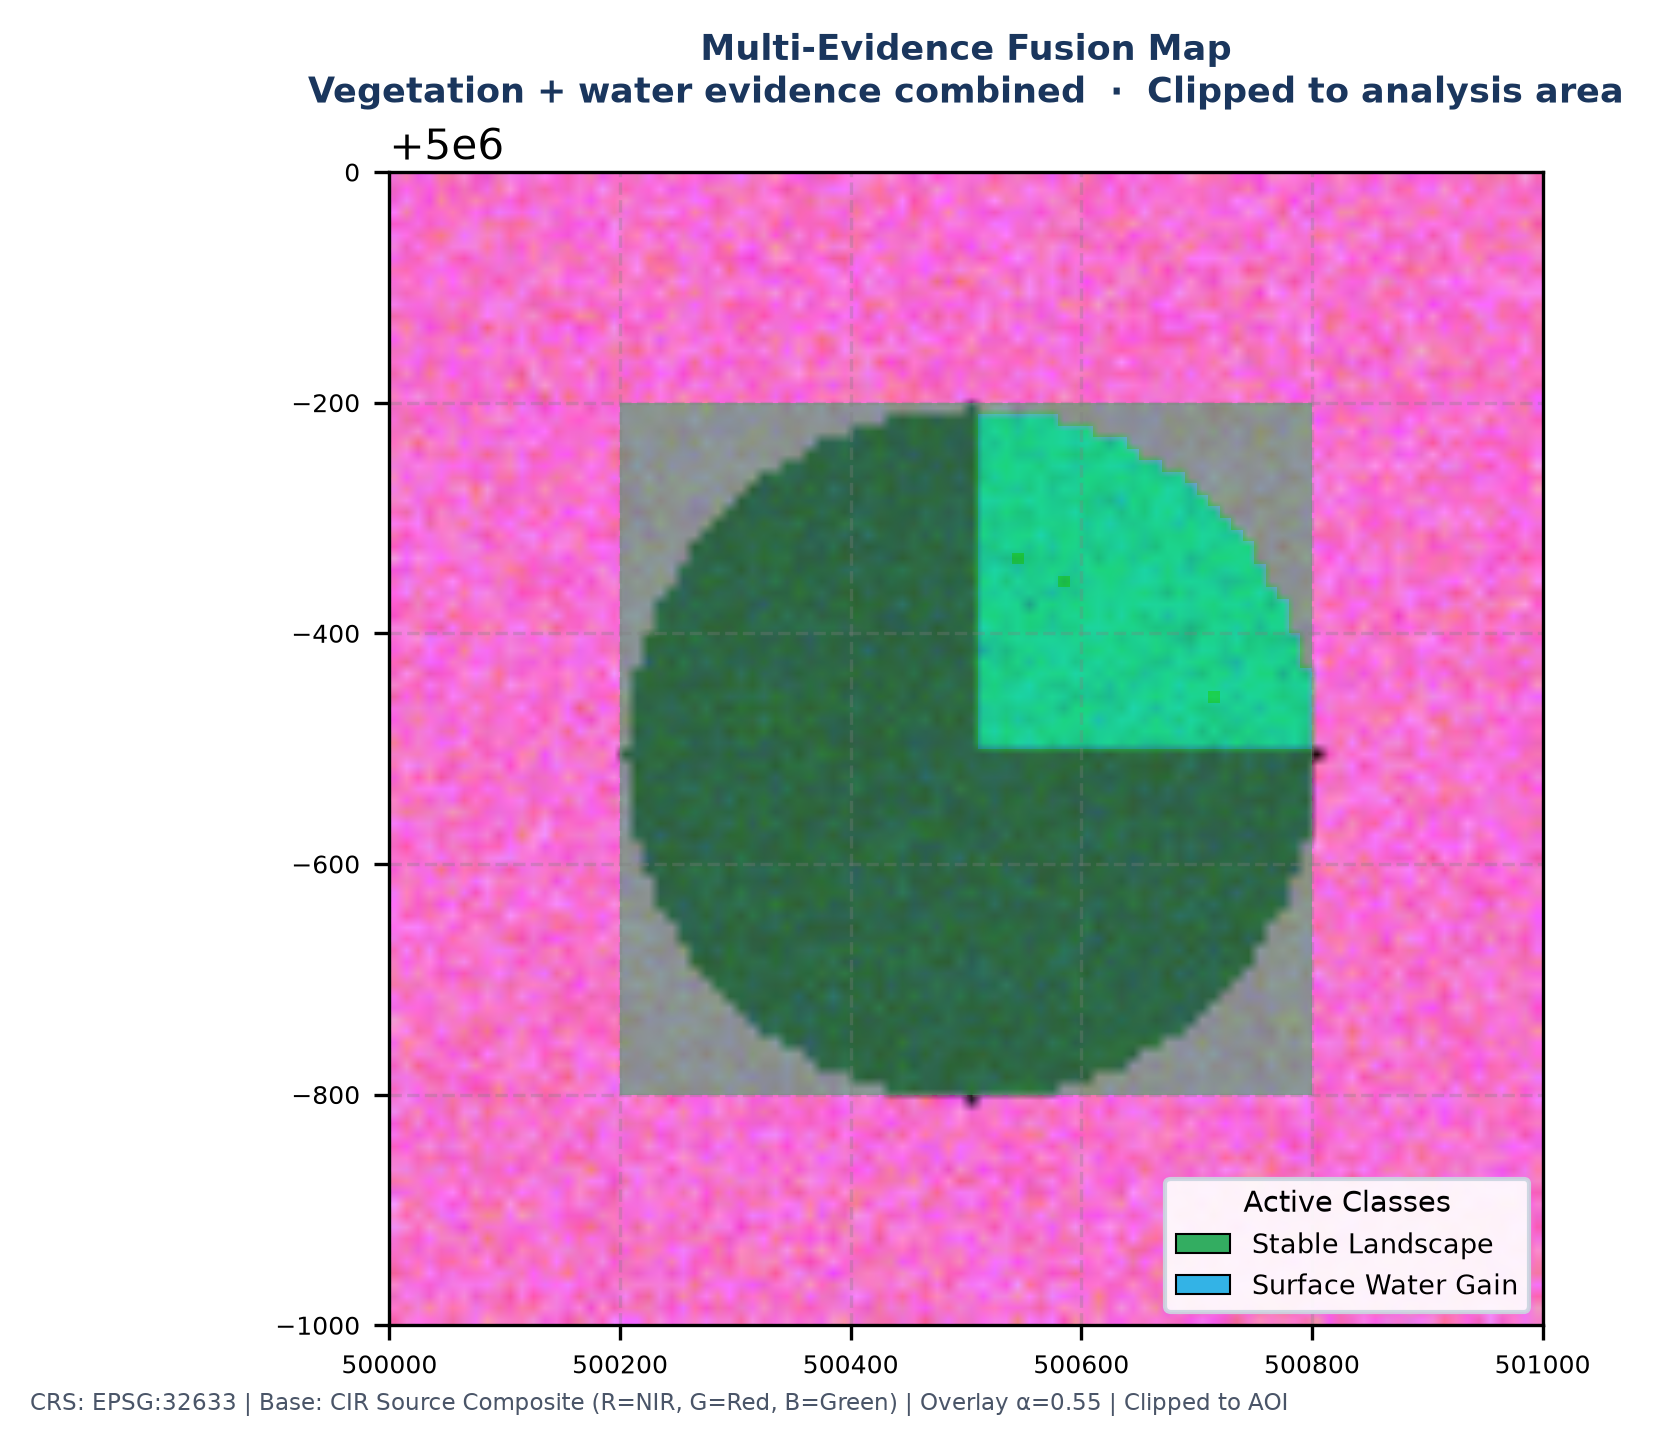 Multi-Evidence Fusion Map
Vegetation + water evidence combined · Clipped to analysis area
+5e6
0
−200
−400
−600
−800
−1000
Active Classes
Stable Landscape
Surface Water Gain
500000 500200 500400 500600 500800 501000
CRS: EPSG:32633 | Base: CIR Source Composite (R=NIR, G=Red, B=Green) | Overlay α=0.55 | Clipped to AOI